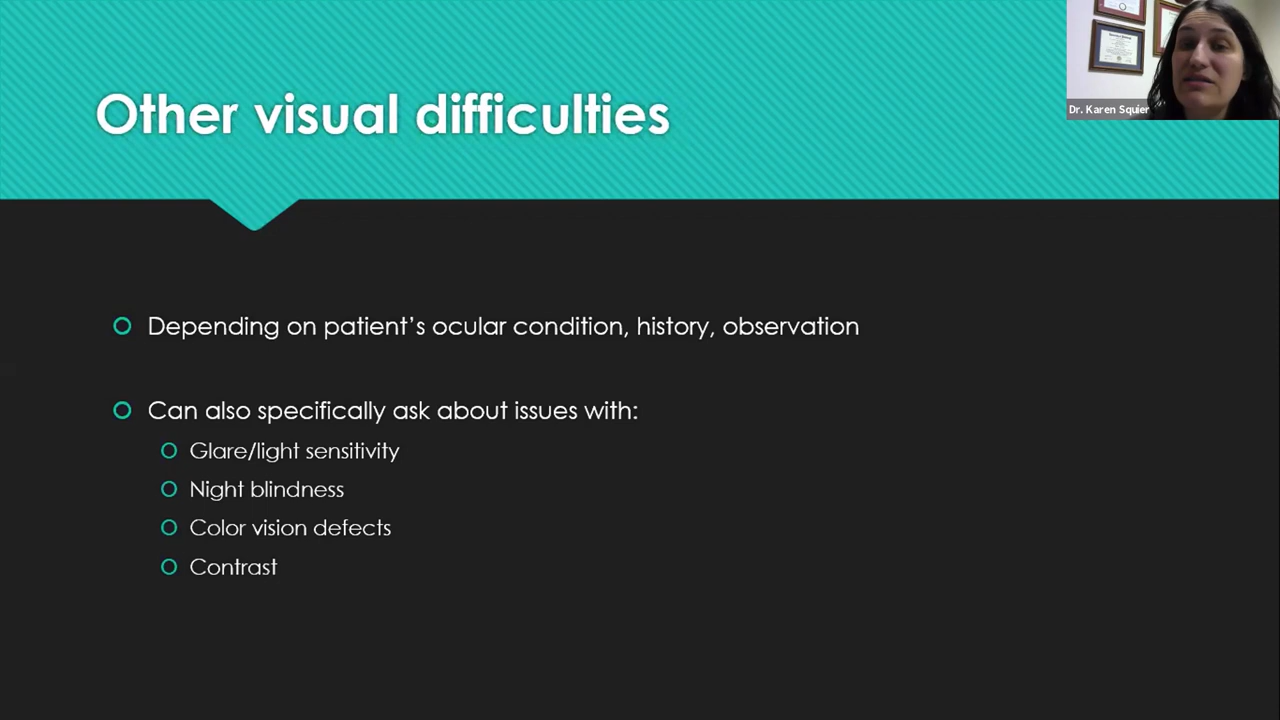 Other visual difficulties
Dr. Karen Squier
Depending on patient's ocular condition, history, observation
Can also specifically ask about issues with:
Glare/light sensitivity
Night blindness
Color vision defects
Contrast